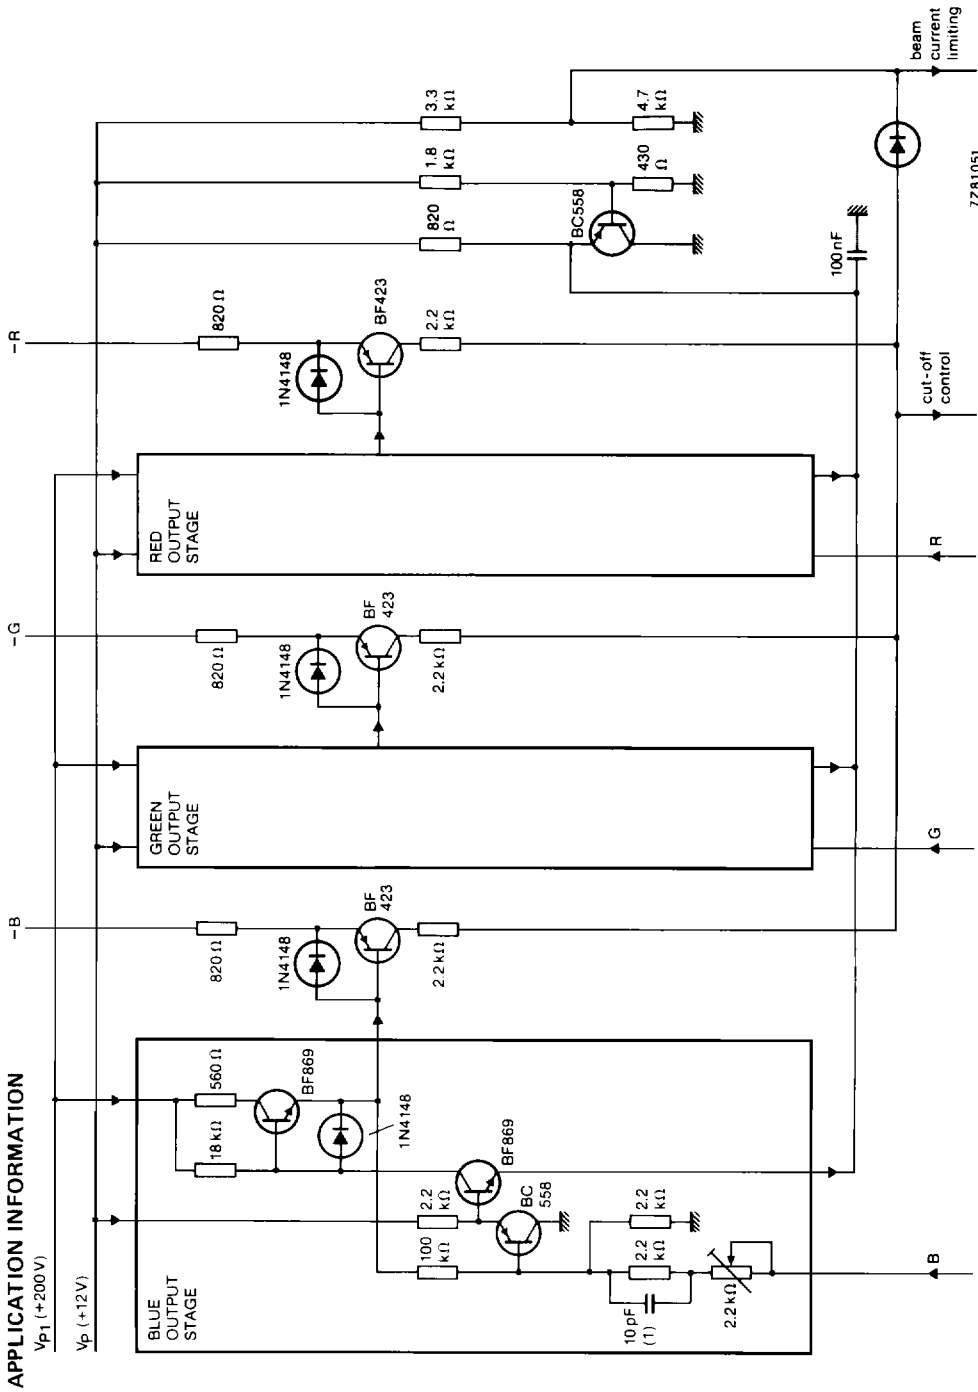 APPLICATION INFORMATION
Vp1 (+200 V)
Vp (+12 V)
−B
−G
−R
BLUE
OUTPUT
STAGE
18 kΩ
560 Ω
BF869
1N4148
100
kΩ
2.2
kΩ
BF869
BC
558
10 pF
(1)
2.2
kΩ
2.2
kΩ
2.2 kΩ
B
820 Ω
1N4148
BF
423
2.2 kΩ
GREEN
OUTPUT
STAGE
G
820 Ω
1N4148
BF
423
2.2 kΩ
RED
OUTPUT
STAGE
R
820 Ω
1N4148
BF423
2.2
kΩ
820
Ω
1.8
kΩ
3.3
kΩ
BC558
430
Ω
4.7
kΩ
100 nF
cut-off
control
beam
current
limiting
7Z81051